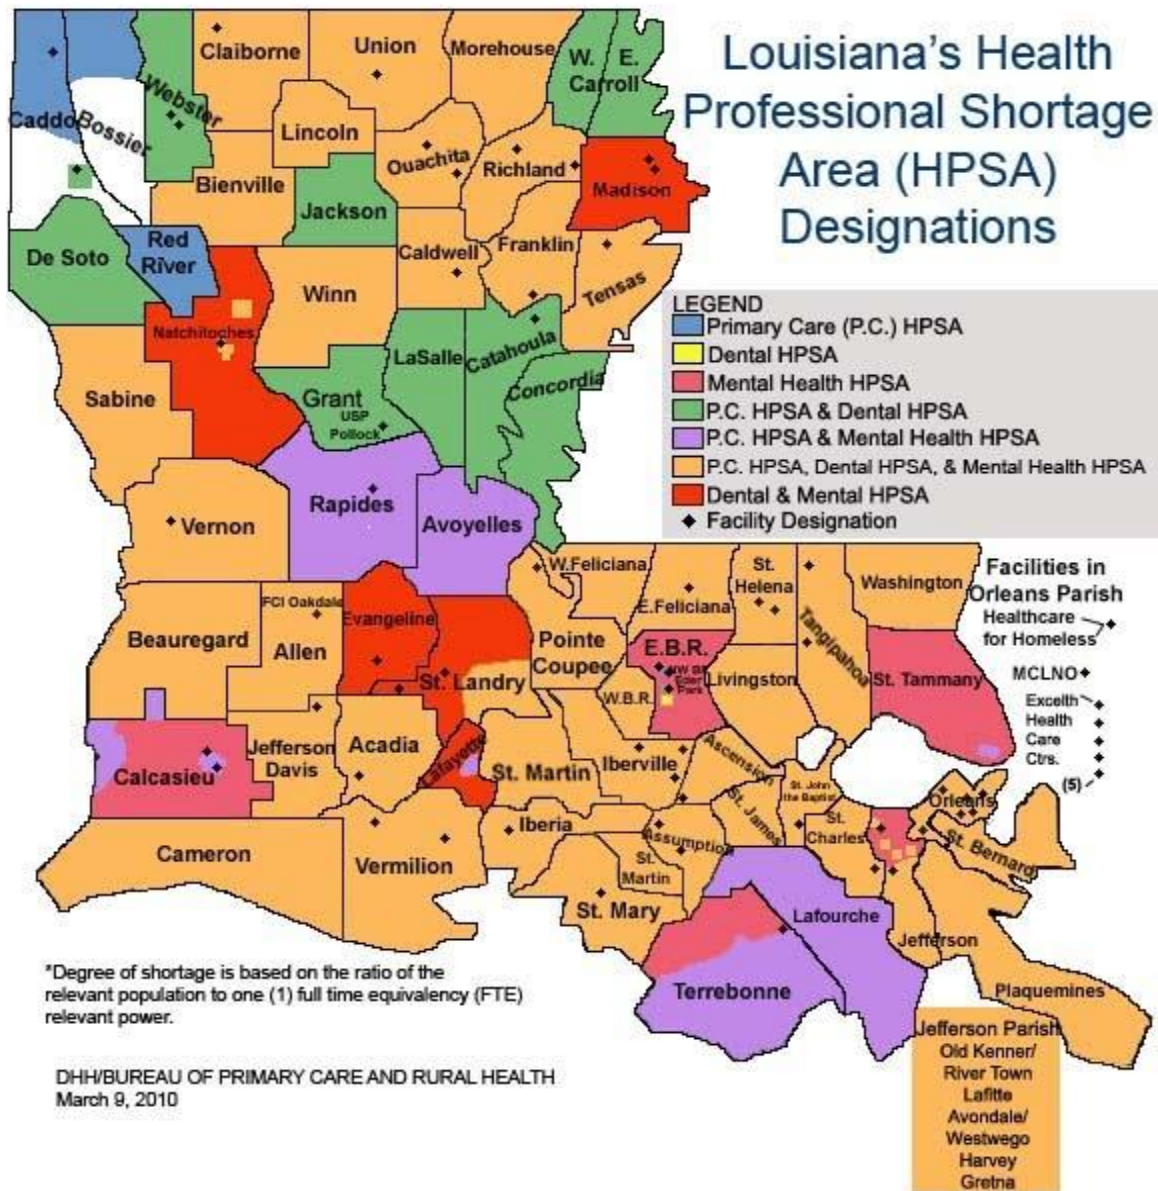 Louisiana's Health
Professional Shortage
Area (HPSA)
Designations
LEGEND
Primary Care (P.C.) HPSA
Dental HPSA
Mental Health HPSA
P.C. HPSA & Dental HPSA
P.C. HPSA & Mental Health HPSA
P.C. HPSA, Dental HPSA, & Mental Health HPSA
Dental & Mental HPSA
Facility Designation
Claiborne
Union
Morehouse
W.
E.
Carroll
Webster
Caddo
Bossier
Lincoln
Ouachita
Richland
Madison
Bienville
Jackson
De Soto
Red
River
Caldwell
Franklin
Tensas
Winn
Natchitoches
LaSalle
Catahoula
Concordia
Sabine
Grant
USP
Pollock
Rapides
Avoyelles
Vernon
W.Feliciana
E.Feliciana
St.
Helena
Tangipahoa
Washington
Facilities in
Orleans Parish
Healthcare
for Homeless
MCLNO
Excelth
Health
Care
Ctrs.
(5)
Beauregard
FCI Oakdale
Allen
Evangeline
St. Landry
Pointe
Coupee
E.B.R.
Park
W.B.R.
Livingston
St. Tammany
Calcasieu
Jefferson
Davis
Acadia
Lafayette
St. Martin
Iberville
Ascension
St. James
St. John
the Baptist
St.
Charles
Orleans
St. Bernard
Cameron
Vermilion
Iberia
Assumption
St.
Martin
St. Mary
Lafourche
Terrebonne
Jefferson
Plaquemines
*Degree of shortage is based on the ratio of the
relevant population to one (1) full time equivalency (FTE)
relevant power.
DHH/BUREAU OF PRIMARY CARE AND RURAL HEALTH
March 9, 2010
Jefferson Parish
Old Kenner/
River Town
Lafitte
Avondale/
Westwego
Harvey
Gretna